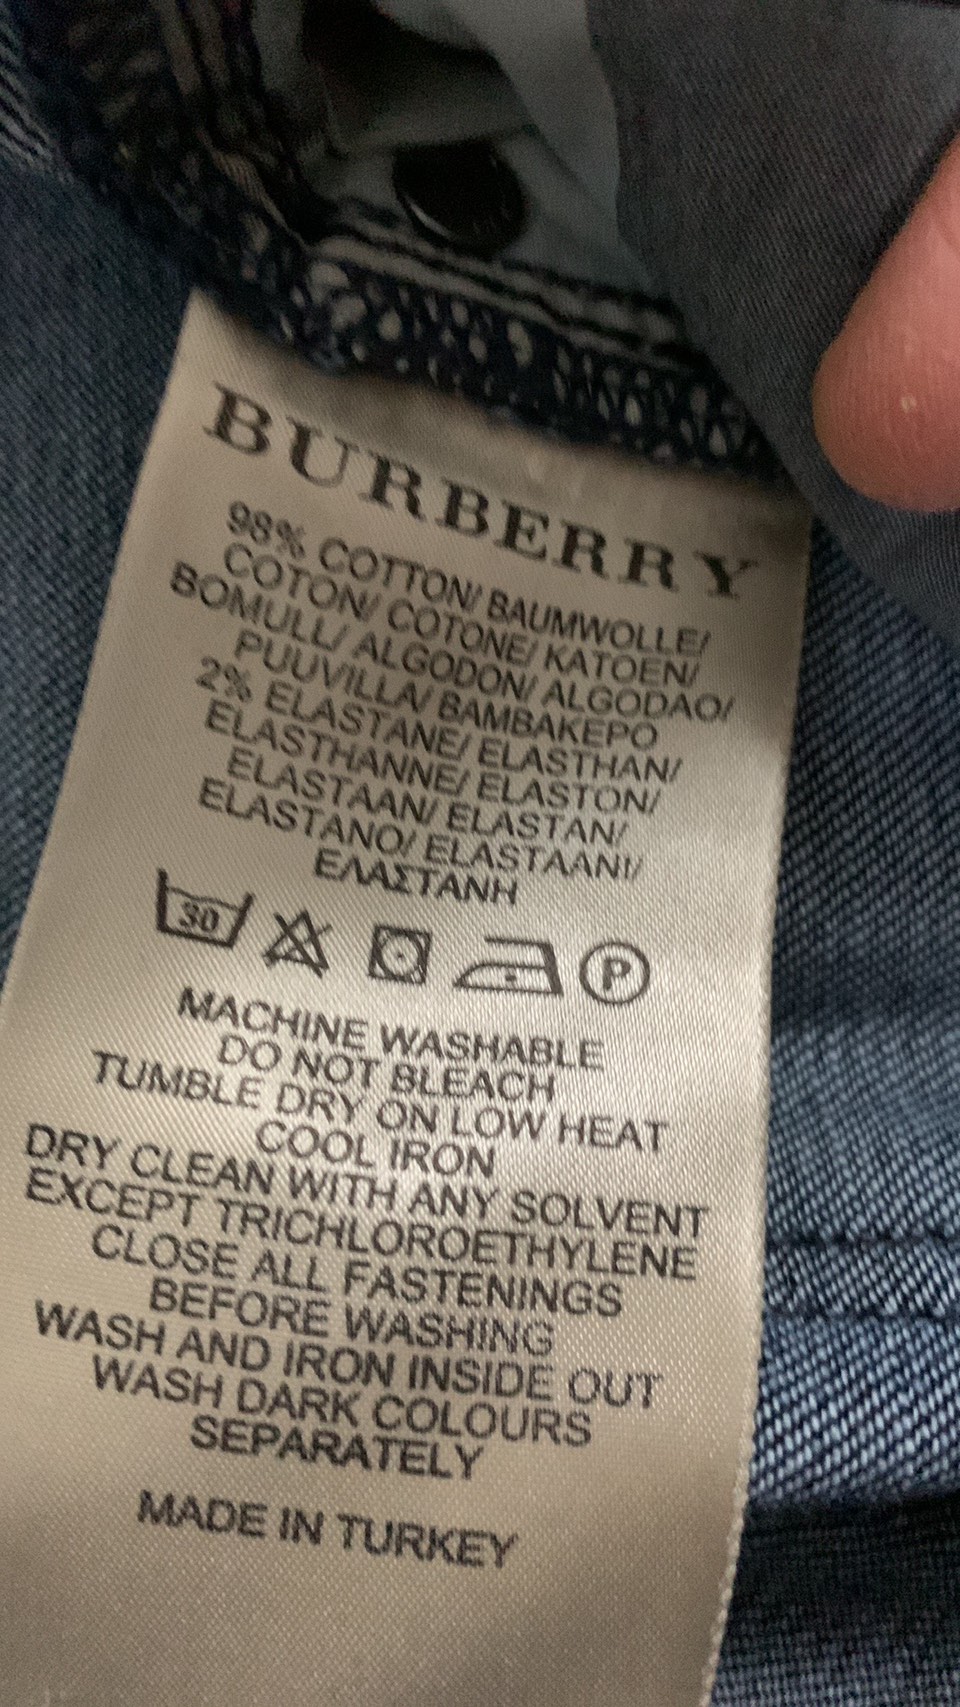 BURBERRY
98% COTTON/ BAUMWOLLE/
COTON/ COTONE/ KATOEN/
BOMULL/ ALGODON/ ALGODAO/
PUUVILLA/ BAMBAKEPO
2% ELASTANE/ ELASTHAN/
ELASTHANNE/ ELASTON/
ELASTAAN/ ELASTAN/
ELASTANO/ ELASTAANI/
ΕΛΑΣΤΑΝΗ
30 P
MACHINE WASHABLE
DO NOT BLEACH
TUMBLE DRY ON LOW HEAT
COOL IRON
DRY CLEAN WITH ANY SOLVENT
EXCEPT TRICHLOROETHYLENE
CLOSE ALL FASTENINGS
BEFORE WASHING
WASH AND IRON INSIDE OUT
WASH DARK COLOURS
SEPARATELY
MADE IN TURKEY